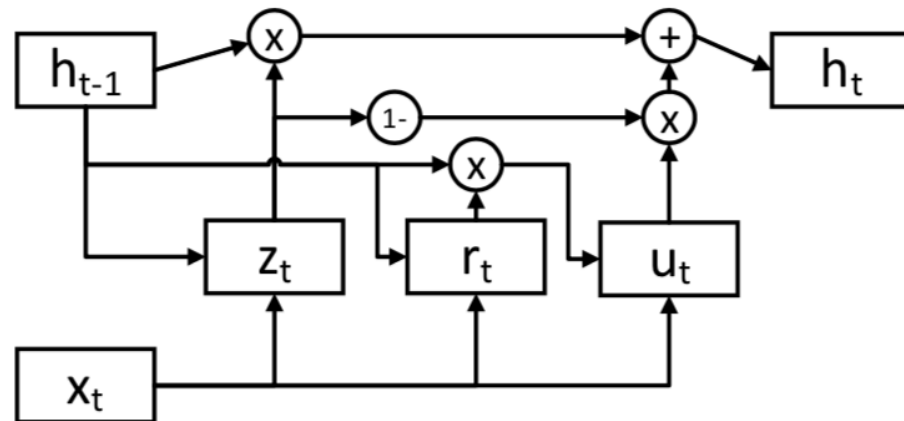 x +
h_{t-1} h_t
1- x
x
z_t r_t u_t
x_t